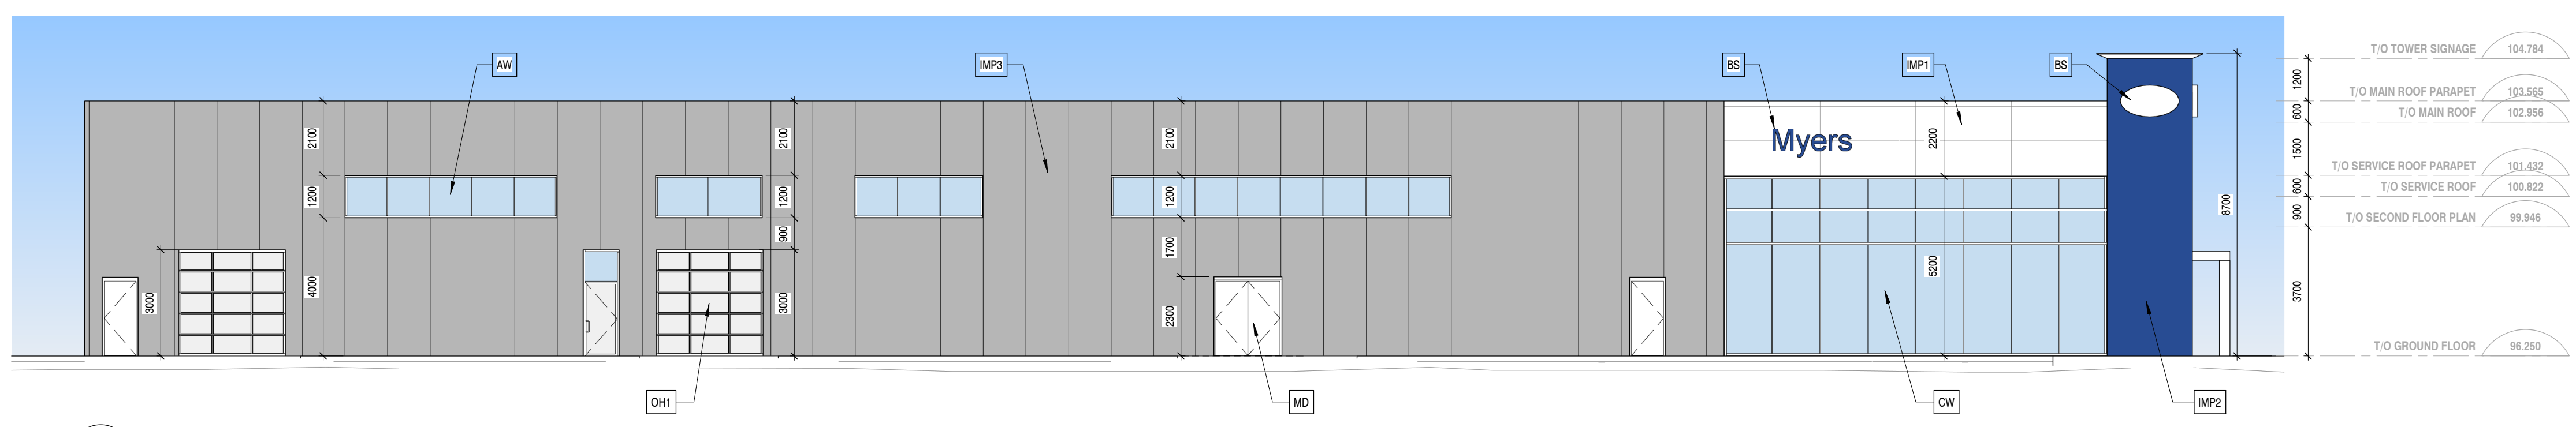 AW
IMP3
BS
IMP1
BS
T/O TOWER SIGNAGE 104.784
1200
T/O MAIN ROOF PARAPET 103.565
600
T/O MAIN ROOF 102.956
2100
2100
2100
Myers
2200
1500
T/O SERVICE ROOF PARAPET 101.432
600
T/O SERVICE ROOF 100.822
1200
1200
1200
8700
900
T/O SECOND FLOOR PLAN 99.946
900
1700
5200
3000
4000
3000
2300
3700
T/O GROUND FLOOR 96.250
OH1
MD
CW
IMP2